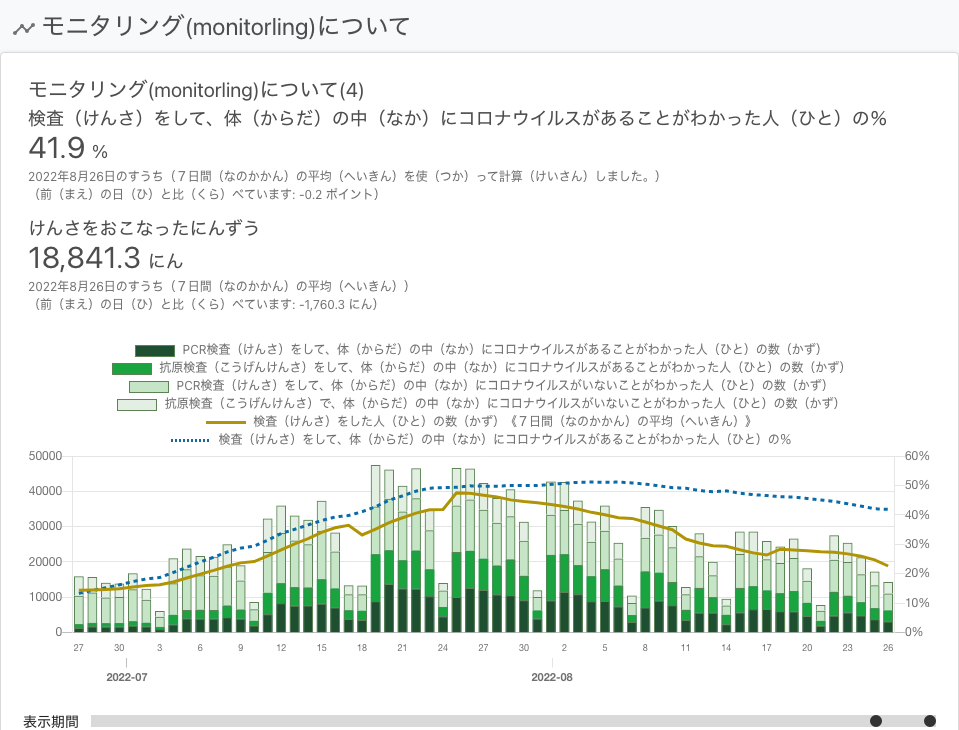 モニタリング(monitorling)について
モニタリング(monitorling)について(4)
検査（けんさ）をして、体（からだ）の中（なか）にコロナウイルスがあることがわかった人（ひと）の%
41.9 %
2022年8月26日のすうち（７日間（なのかかん）の平均（へいきん）を使（つか）って計算（けいさん）しました。）
（前（まえ）の日（ひ）と比（くら）べています: -0.2 ポイント）
けんさをおこなったにんずう
18,841.3 にん
2022年8月26日のすうち（７日間（なのかかん）の平均（へいきん））
（前（まえ）の日（ひ）と比（くら）べています: -1,760.3 にん）
PCR検査（けんさ）をして、体（からだ）の中（なか）にコロナウイルスがあることがわかった人（ひと）の数（かず）
抗原検査（こうげんけんさ）をして、体（からだ）の中（なか）にコロナウイルスがあることがわかった人（ひと）の数（かず）
PCR検査（けんさ）をして、体（からだ）の中（なか）にコロナウイルスがいないことがわかった人（ひと）の数（かず）
抗原検査（こうげんけんさ）で、体（からだ）の中（なか）にコロナウイルスがいないことがわかった人（ひと）の数（かず）
検査（けんさ）をした人（ひと）の数（かず）《７日間（なのかかん）の平均（へいきん）》
検査（けんさ）をして、体（からだ）の中（なか）にコロナウイルスがあることがわかった人（ひと）の%
50000 60%
40000 50%
30000 40%
20000 30%
10000 20%
0 10%
0%
27 30 3 6 9 12 15 18 21 24 27 30 2 5 8 11 14 17 20 23 26
2022-07 2022-08
表示期間